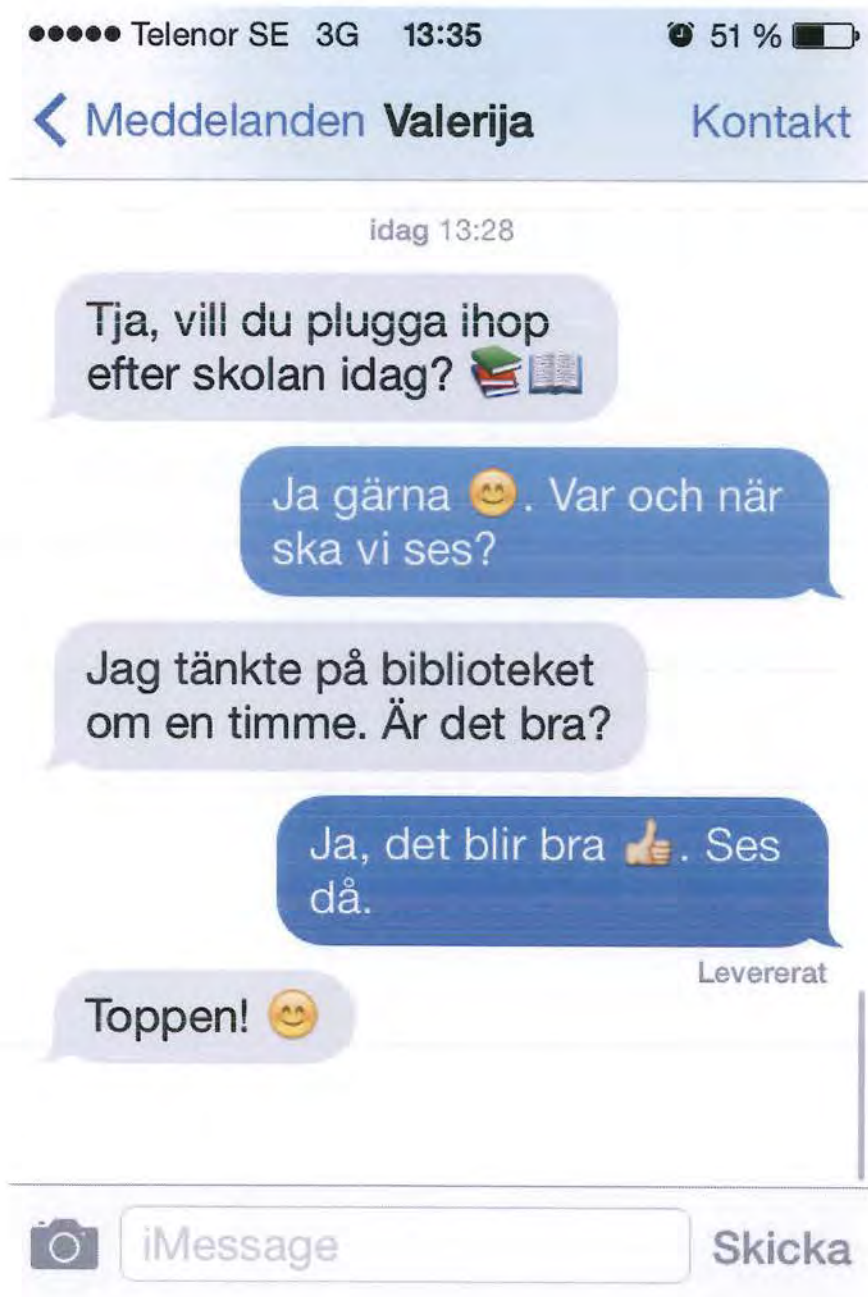 Telenor SE 3G 13:35 51 %
Meddelanden Valerija Kontakt
idag 13:28
Tja, vill du plugga ihop
efter skolan idag? 📚📖
Ja gärna 😊. Var och när
ska vi ses?
Jag tänkte på biblioteket
om en timme. Är det bra?
Ja, det blir bra 👍. Ses
då.
Levererat
Toppen! 😊
iMessage Skicka